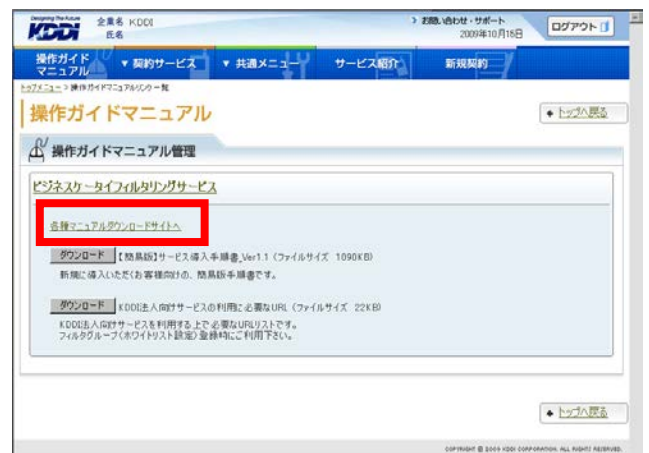 Designing The Future
KDDI
企業名 KDDI
氏名
お問い合わせ・サポート
2009年10月16日
ログアウト
操作ガイド
マニュアル
▼ 契約サービス
▼ 共通メニュー
サービス紹介
新規契約
トップメニュー > 操作ガイドマニュアルリンク一覧
操作ガイドマニュアル
トップへ戻る
操作ガイドマニュアル管理
ビジネスケータイフィルタリングサービス
各種マニュアルダウンロードサイトへ
ダウンロード 【簡易版】サービス導入手順書_Ver1.1 (ファイルサイズ 1090KB)
新規に導入いただくお客様向けの、簡易版手順書です。
ダウンロード KDDI法人向けサービスの利用に必要なURL (ファイルサイズ 22KB)
KDDI法人向けサービスを利用する上で必要なURLリストです。
フィルタグループ(ホワイトリスト設定)登録時にご利用下さい。
トップへ戻る
COPYRIGHT © 2009 KDDI CORPORATION. ALL RIGHTS RESERVED.